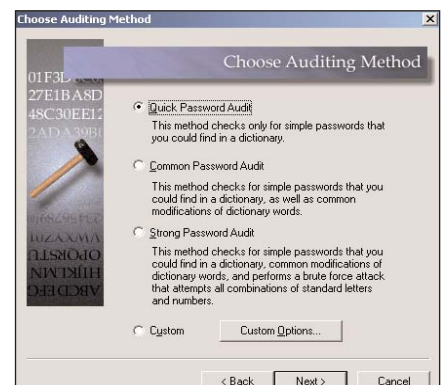 Choose Auditing Method
Choose Auditing Method
27E1BA8D
48C30EE12
Quick Password Audit
This method checks only for simple passwords that
you could find in a dictionary.
Common Password Audit
This method checks for simple passwords that you
could find in a dictionary, as well as common
modifications of dictionary words.
Strong Password Audit
This method checks for simple passwords that you
could find in a dictionary, common modifications of
dictionary words, and performs a brute force attack
that attempts all combinations of standard letters
and numbers.
Custom
Custom Options...
< Back
Next >
Cancel